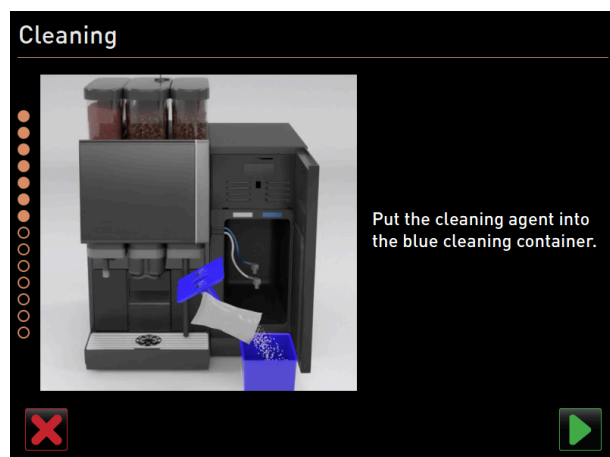 Cleaning
Put the cleaning agent into
the blue cleaning container.